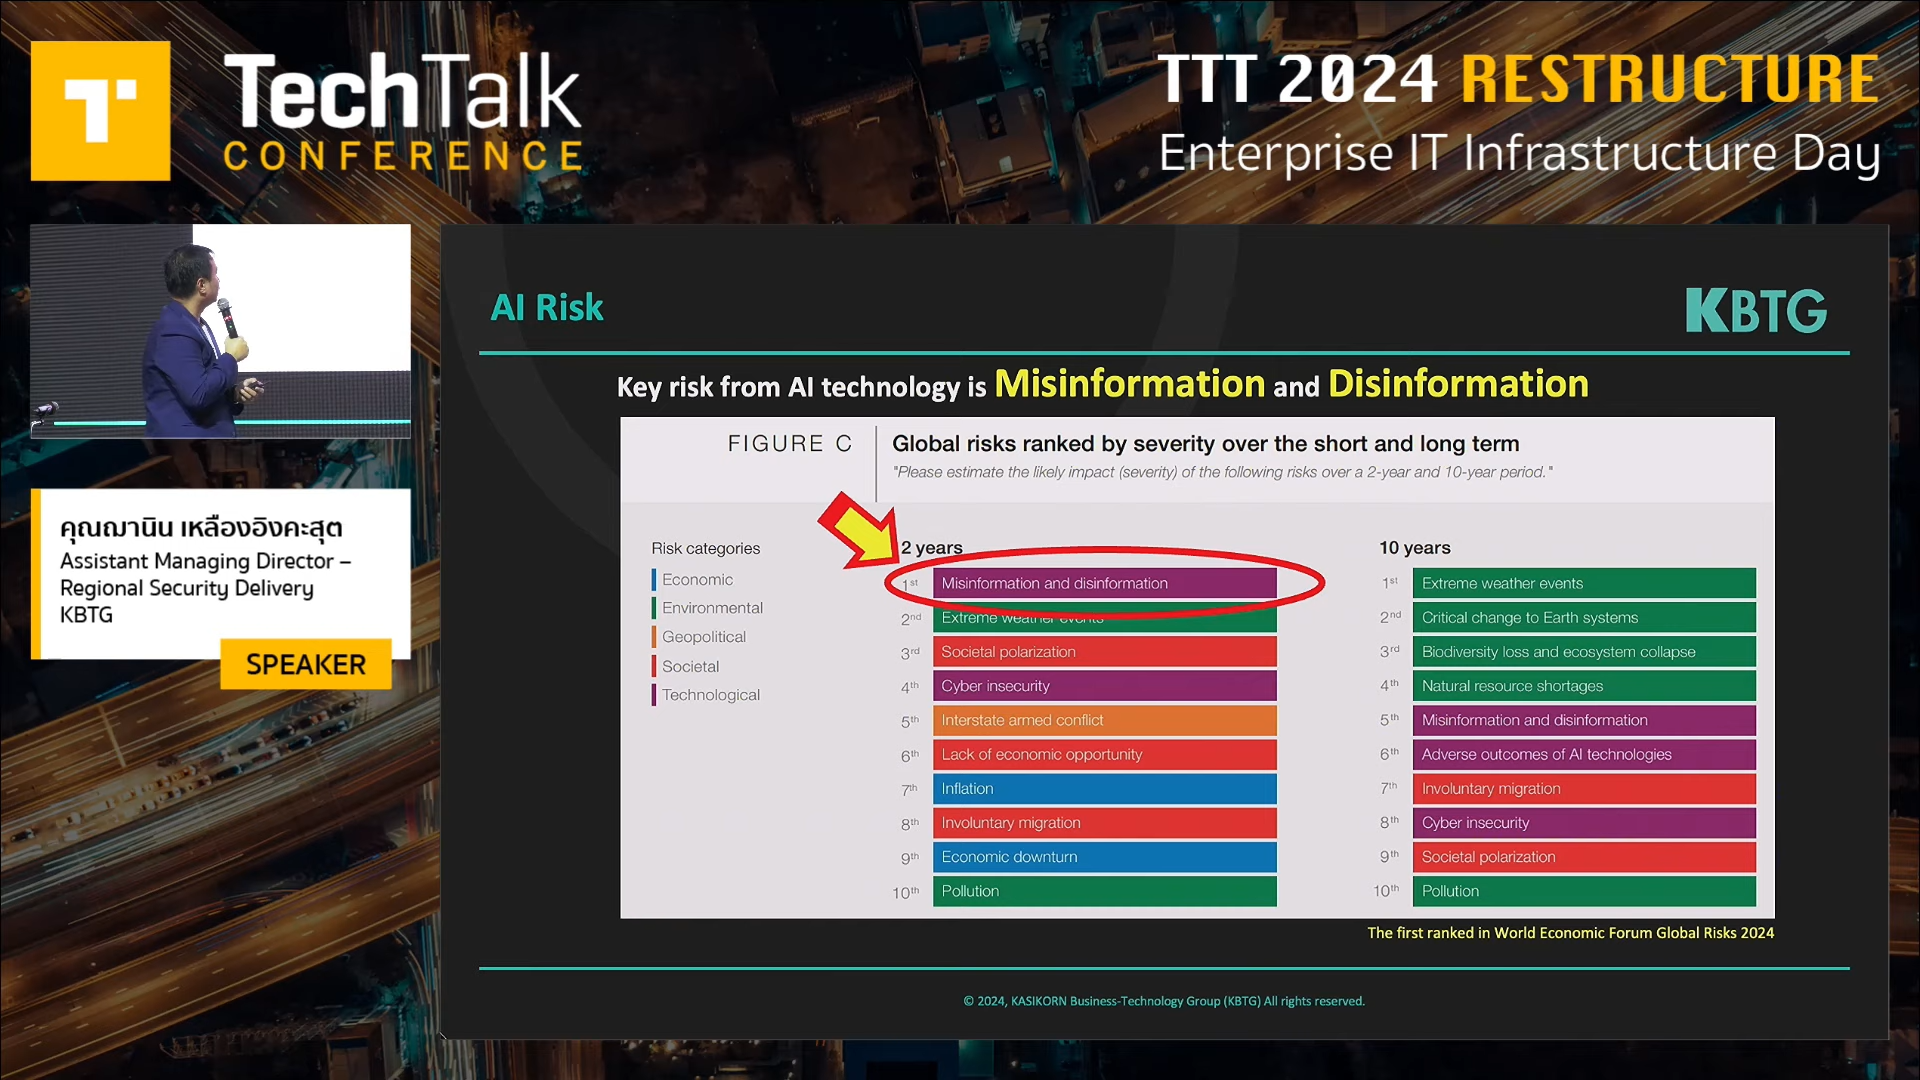 TechTalk
CONFERENCE
TTT 2024 RESTRUCTURE
Enterprise IT Infrastructure Day
คุณฌานิน เหลืองอิงคะสุต
Assistant Managing Director –
Regional Security Delivery
KBTG
SPEAKER
AI Risk
KBTG
Key risk from AI technology is Misinformation and Disinformation
FIGURE C
Global risks ranked by severity over the short and long term
"Please estimate the likely impact (severity) of the following risks over a 2-year and 10-year period."
Risk categories
Economic
Environmental
Geopolitical
Societal
Technological
2 years
1st Misinformation and disinformation
2nd Extreme weather events
3rd Societal polarization
4th Cyber insecurity
5th Interstate armed conflict
6th Lack of economic opportunity
7th Inflation
8th Involuntary migration
9th Economic downturn
10th Pollution
10 years
1st Extreme weather events
2nd Critical change to Earth systems
3rd Biodiversity loss and ecosystem collapse
4th Natural resource shortages
5th Misinformation and disinformation
6th Adverse outcomes of AI technologies
7th Involuntary migration
8th Cyber insecurity
9th Societal polarization
10th Pollution
The first ranked in World Economic Forum Global Risks 2024
© 2024, KASIKORN Business-Technology Group (KBTG) All rights reserved.